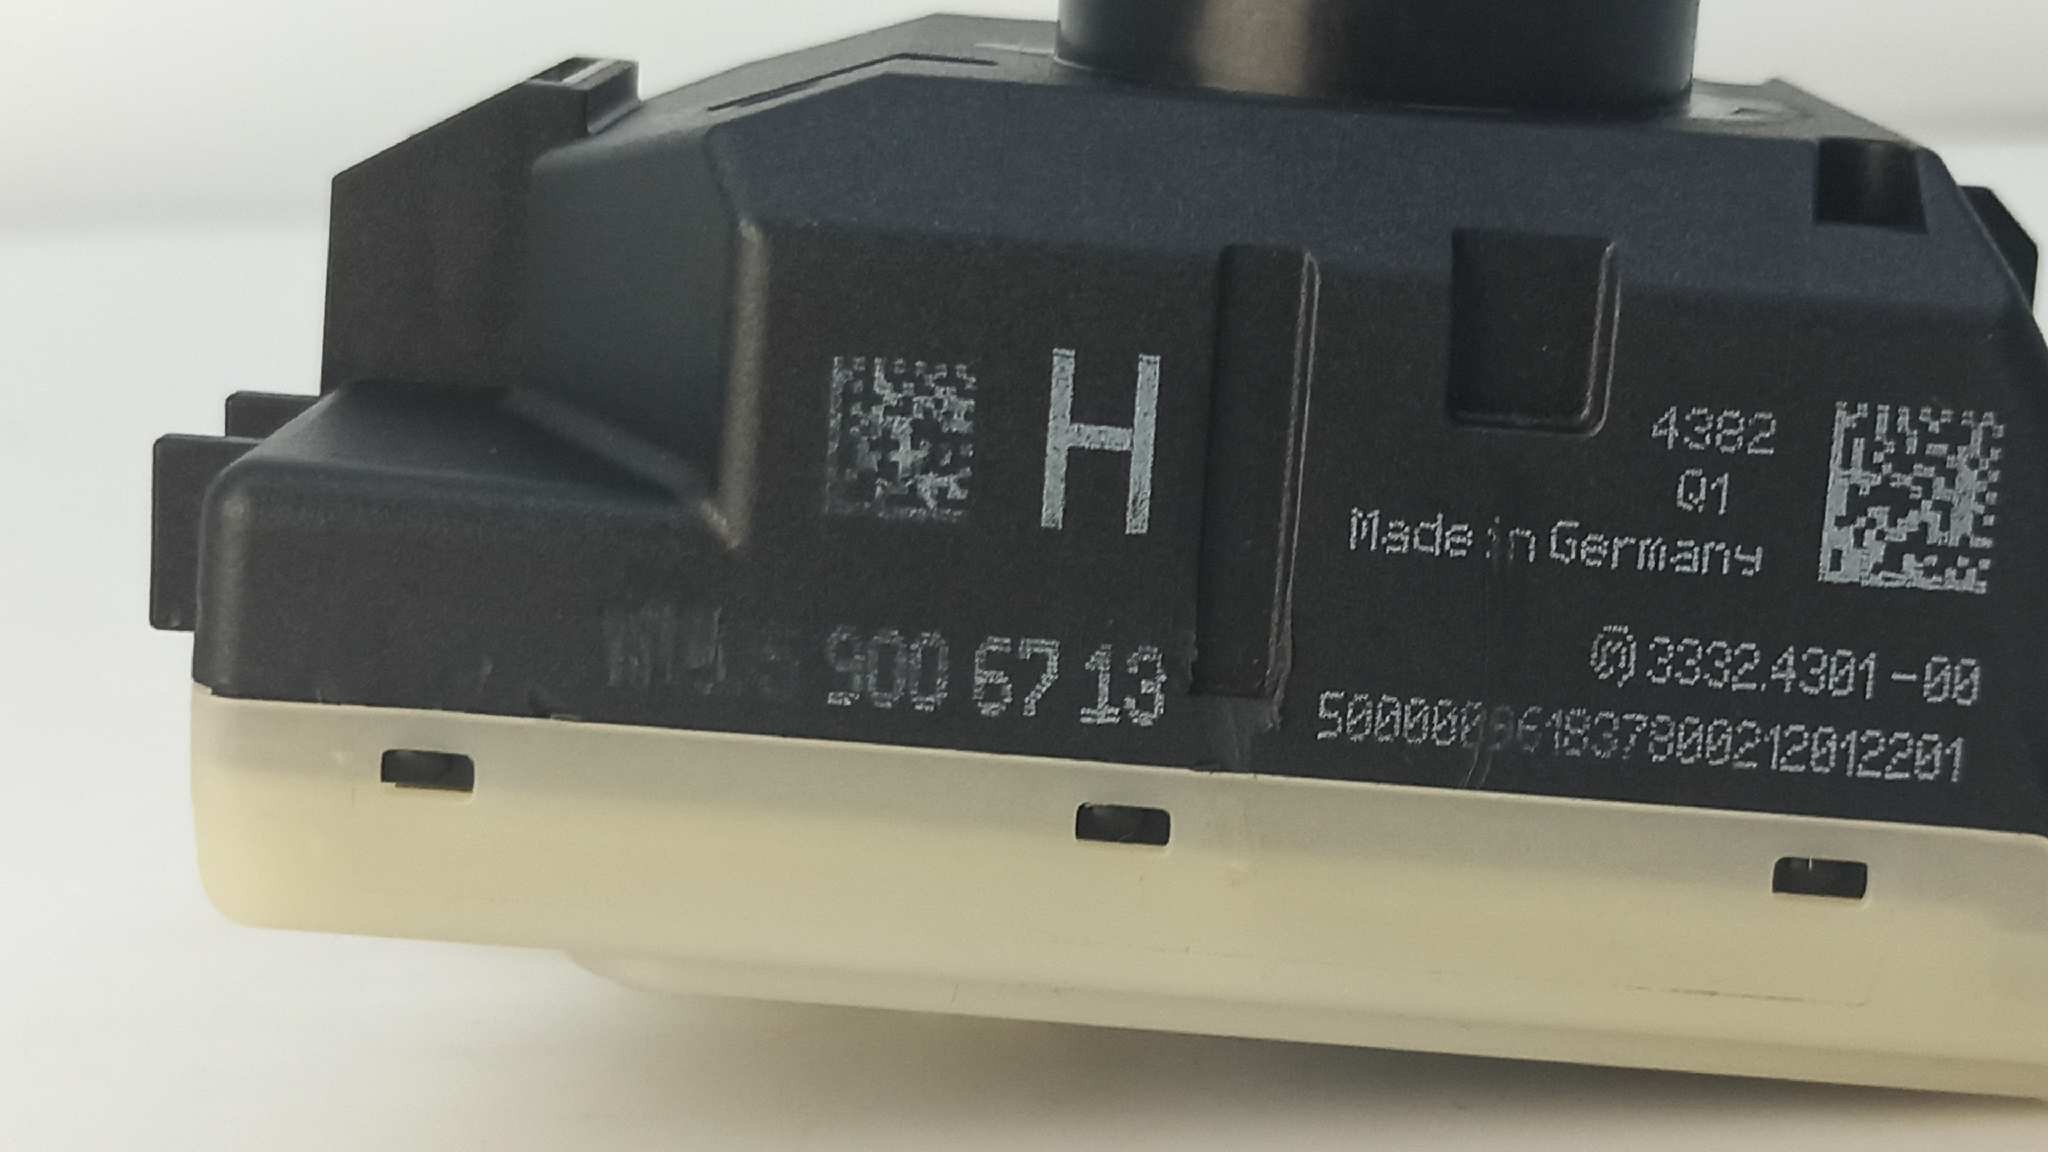 H
900 67 13
4382
Q1
Made in Germany
3332.4301-00